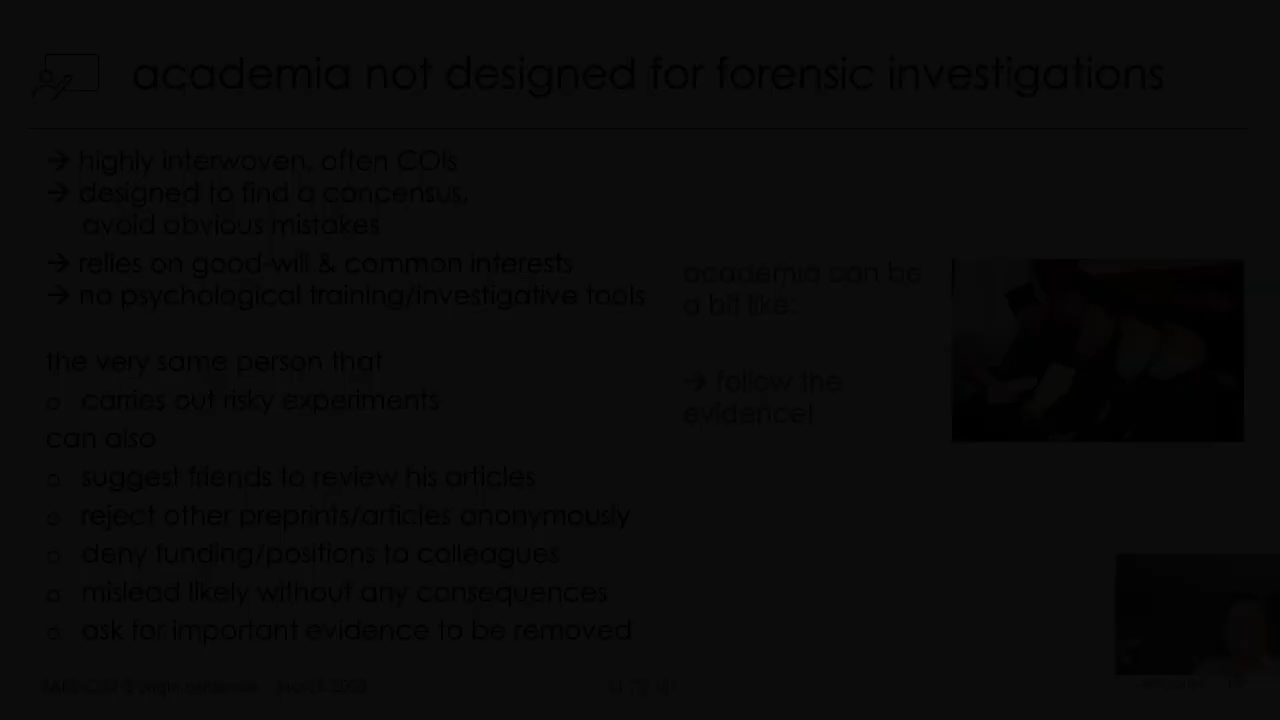 academia not designed for forensic investigations
→ highly interwoven, often COIs
→ designed to find a concensus,
avoid obvious mistakes
→ relies on good-will & common interests
→ no psychological training/investigative tools
academia can be
a bit like:
→ follow the
evidence!
the very same person that
o carries out risky experiments
can also
o suggest friends to review his articles
o reject other preprints/articles anonymously
o deny funding/positions to colleagues
o mislead likely without any consequences
o ask for important evidence to be removed